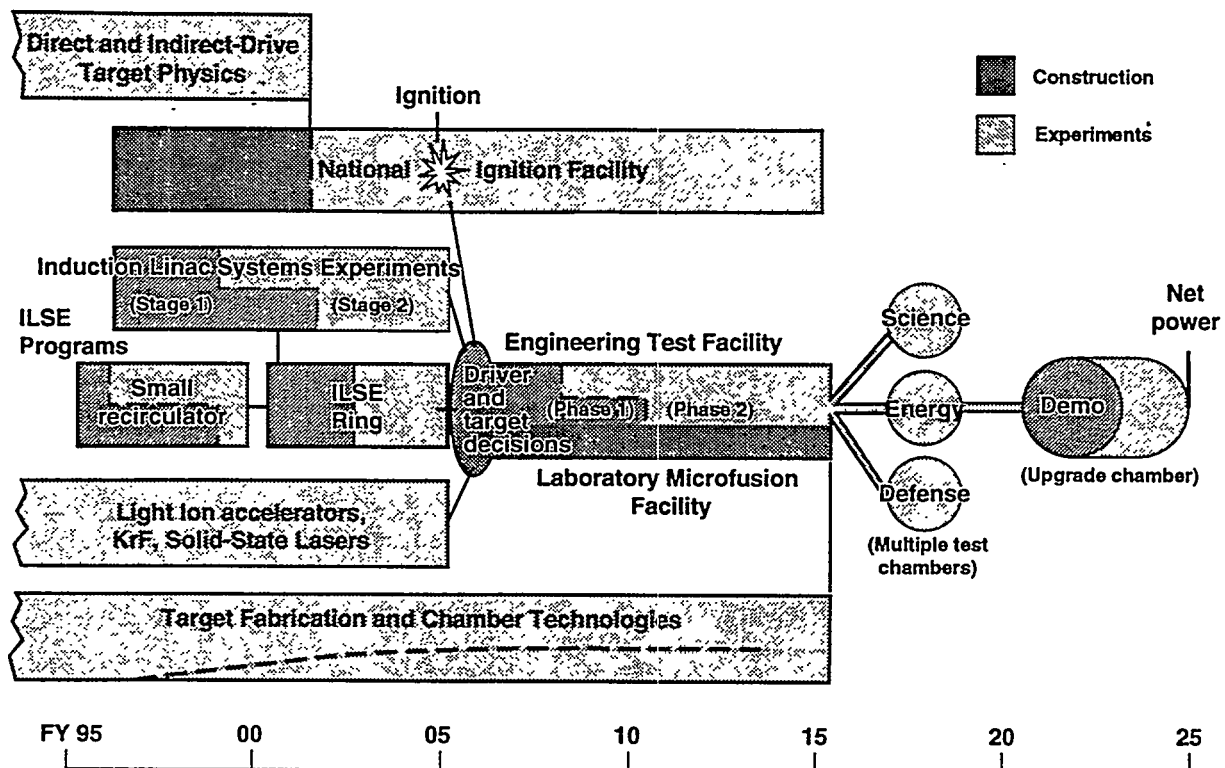 Direct and Indirect-Drive
Target Physics
Construction
Ignition
Experiments
National Ignition Facility
Induction Linac Systems Experiments
(Stage 1) (Stage 2)
ILSE
Programs
Small
recirculator
ILSE
Ring
Driver
and
target
decisions
Engineering Test Facility
(Phase 1) (Phase 2)
Laboratory Microfusion
Facility
Science
Energy
Defense
(Multiple test
chambers)
Net
power
Demo
(Upgrade chamber)
Light Ion accelerators,
KrF, Solid-State Lasers
Target Fabrication and Chamber Technologies
FY 95 00 05 10 15 20 25